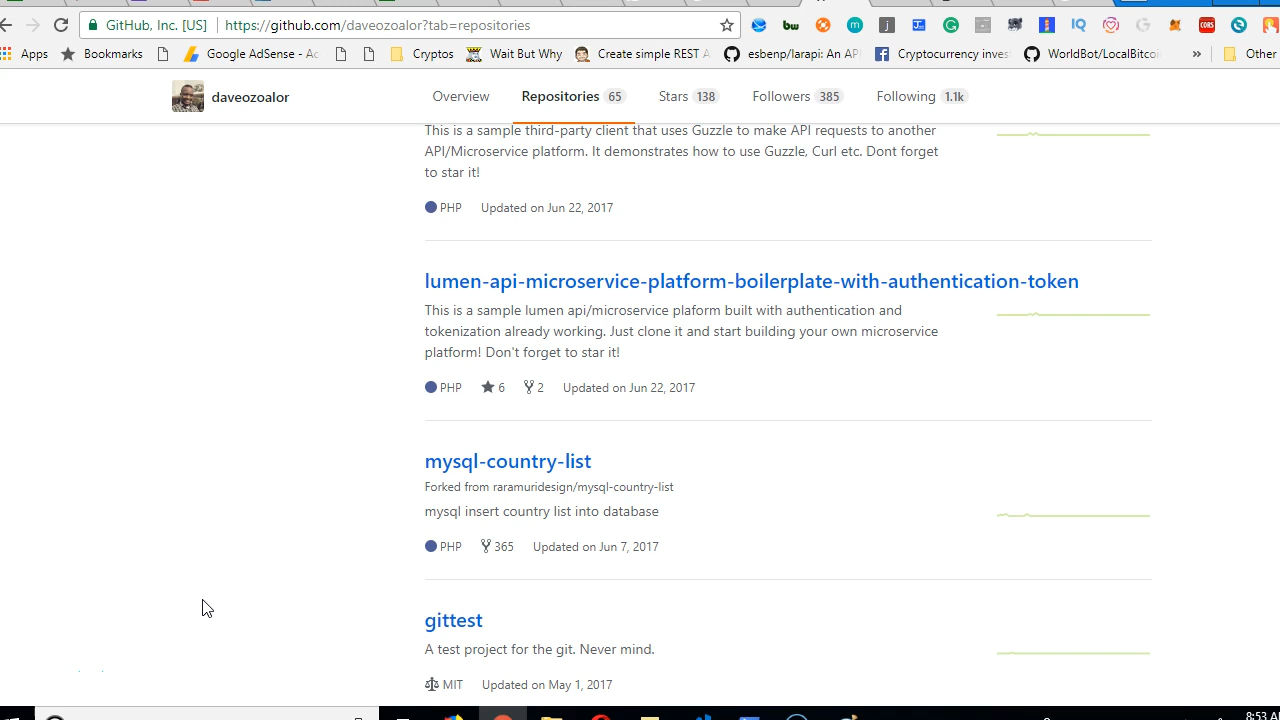 GitHub, Inc. [US] https://github.com/daveozoalor?tab=repositories
Apps Bookmarks Google AdSense - Ac Cryptos Wait But Why Create simple REST A esbenp/larapi: An AP Cryptocurrency inves WorldBot/LocalBitcoi » Other
daveozoalor Overview Repositories 65 Stars 138 Followers 385 Following 1.1k
This is a sample third-party client that uses Guzzle to make API requests to another
API/Microservice platform. It demonstrates how to use Guzzle, Curl etc. Dont forget
to star it!
PHP Updated on Jun 22, 2017
lumen-api-microservice-platform-boilerplate-with-authentication-token
This is a sample lumen api/microservice plaform built with authentication and
tokenization already working. Just clone it and start building your own microservice
platform! Don't forget to star it!
PHP 6 2 Updated on Jun 22, 2017
mysql-country-list
Forked from raramuridesign/mysql-country-list
mysql insert country list into database
PHP 365 Updated on Jun 7, 2017
gittest
A test project for the git. Never mind.
MIT Updated on May 1, 2017
8:53 A